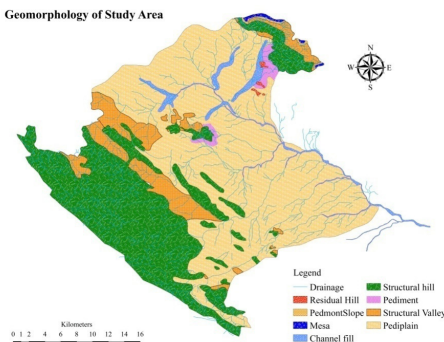 Geomorphology of Study Area
N
W E
S
Legend
Drainage
Residual Hill
PedmontSlope
Mesa
Channel fill
Structural hill
Pediment
Structural Valley
Pediplain
Kilometers
0 1 2 4 6 8 10 12 14 16